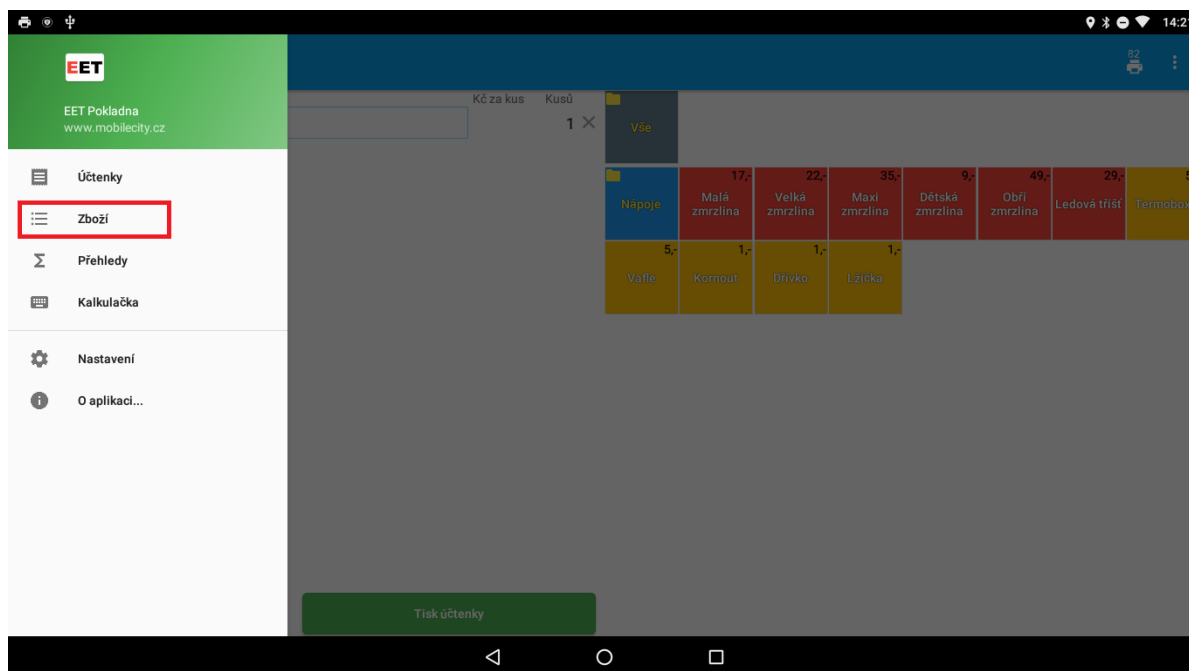 14:21
EET
82
EET Pokladna
www.mobilecity.cz
Kč za kus Kusů
1
Vše
Účtenky
Zboží
Přehledy
Kalkulačka
Nastavení
O aplikaci...
Nápoje
17,-
Malá
zmrzlina
22,-
Velká
zmrzlina
35,-
Maxi
zmrzlina
9,-
Dětská
zmrzlina
49,-
Obří
zmrzlina
29,-
Ledová tříšť
5
Termobox
5,-
Vafle
1,-
Kornout
1,-
Dřívko
1,-
Lžička
Tisk účtenky